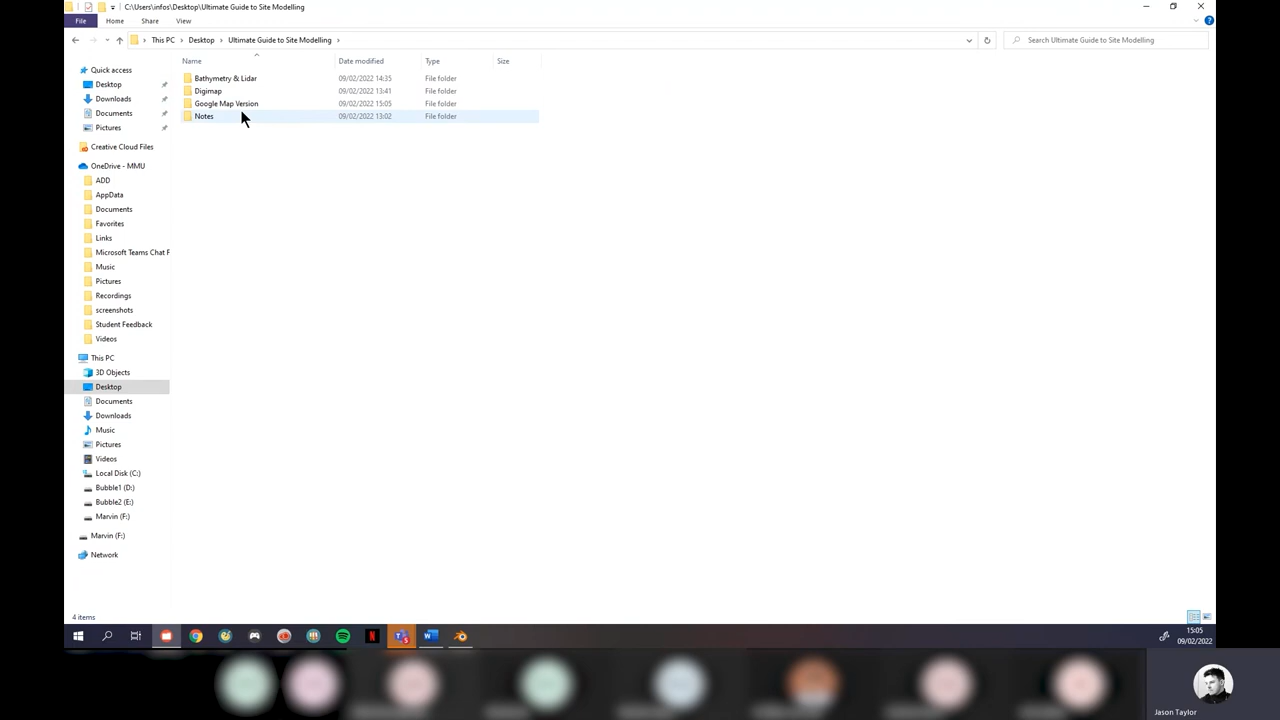 C:\Users\infos\Desktop\Ultimate Guide to Site Modelling
File Home Share View
This PC Desktop Ultimate Guide to Site Modelling Search Ultimate Guide to Site Modelling
Name Date modified Type Size
Bathymetry & Lidar 09/02/2022 14:35 File folder
Digimap 09/02/2022 13:41 File folder
Google Map Version 09/02/2022 15:05 File folder
Notes 09/02/2022 13:02 File folder
Quick access
Desktop
Downloads
Documents
Pictures
Creative Cloud Files
OneDrive - MMU
ADD
AppData
Documents
Favorites
Links
Microsoft Teams Chat F
Music
Pictures
Recordings
screenshots
Student Feedback
Videos
This PC
3D Objects
Desktop
Documents
Downloads
Music
Pictures
Videos
Local Disk (C:)
Bubble1 (D:)
Bubble2 (E:)
Marvin (F:)
Marvin (F:)
Network
4 items
15:05
09/02/2022
Jason Taylor